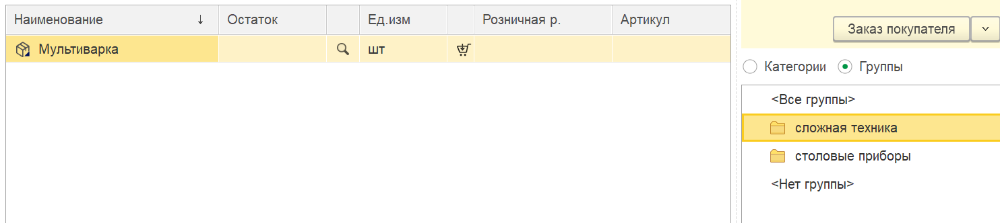 Наименование ↓ Остаток Ед.изм Розничная р. Артикул
Мультиварка шт
Заказ покупателя
Категории Группы
<Все группы>
сложная техника
столовые приборы
<Нет группы>